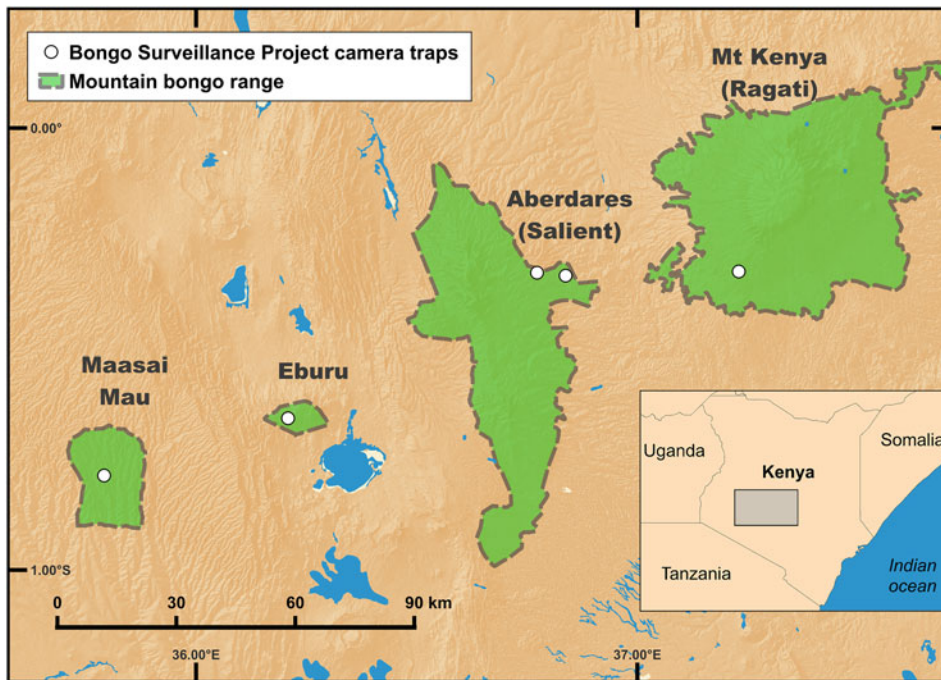 Bongo Surveillance Project camera traps
Mountain bongo range
Mt Kenya
(Ragati)
0.00°
Aberdares
(Salient)
Maasai
Mau
Eburu
Uganda
Somalia
Kenya
Tanzania
Indian
ocean
1.00°S
0 30 60 90 km
36.00°E
37.00°E